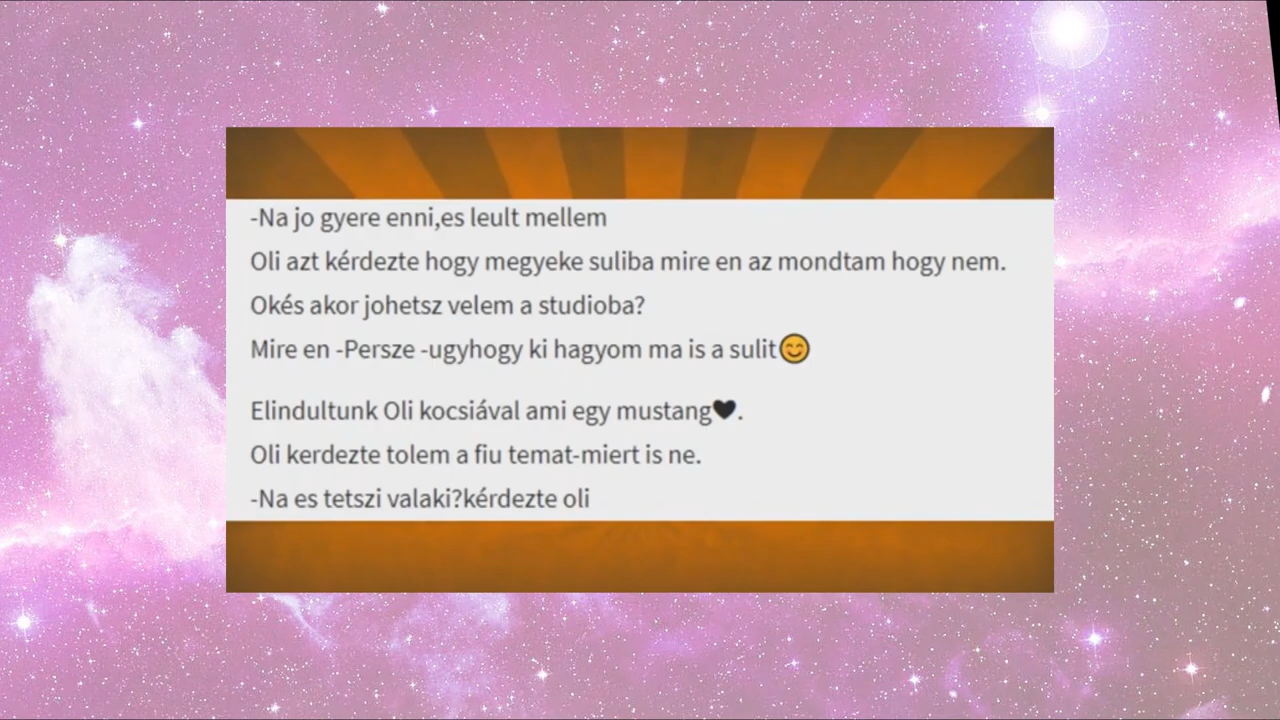 -Na jo gyere enni,es leult mellem
Oli azt kérdezte hogy megyeke suliba mire en az mondtam hogy nem.
Okés akor johetsz velem a studioba?
Mire en -Persze -ugyhogy ki hagyom ma is a sulit😊
Elindultunk Oli kocsiával ami egy mustang🖤.
Oli kerdezte tolem a fiu temat-miert is ne.
-Na es tetszi valaki?kérdezte oli